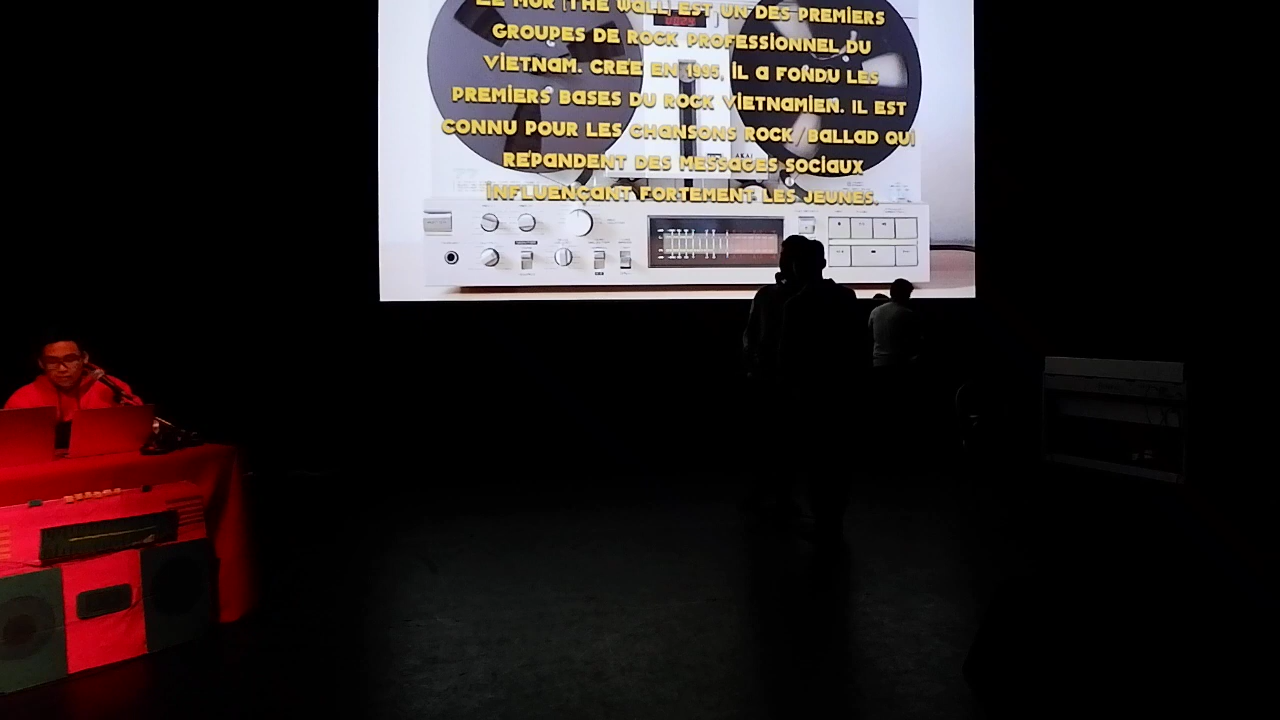 LE MUR (THE WALL) EST UN DES PREMIERS
GROUPES DE ROCK PROFESSIONNEL DU
VIETNAM. CRÉÉ EN 1995, IL A FONDU LES
PREMIERS BASES DU ROCK VIETNAMIEN. IL EST
CONNU POUR LES CHANSONS ROCK/BALLAD QUI
RÉPANDENT DES MESSAGES SOCIAUX
INFLUENÇANT FORTEMENT LES JEUNES.
AKAI